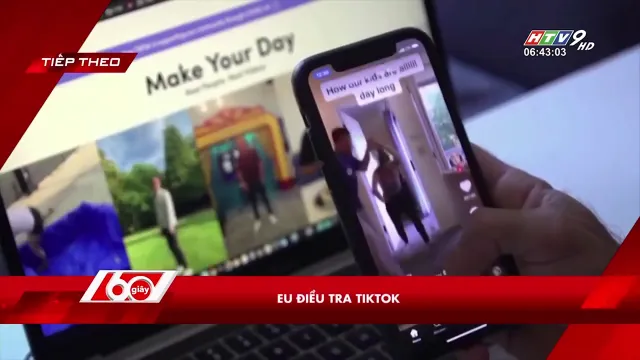 TIẾP THEO
HTV9 HD
06:43:03
Make Your Day
Real People. Real Videos.
How our kids are alllll
day long
60
giây
EU ĐIỀU TRA TIKTOK